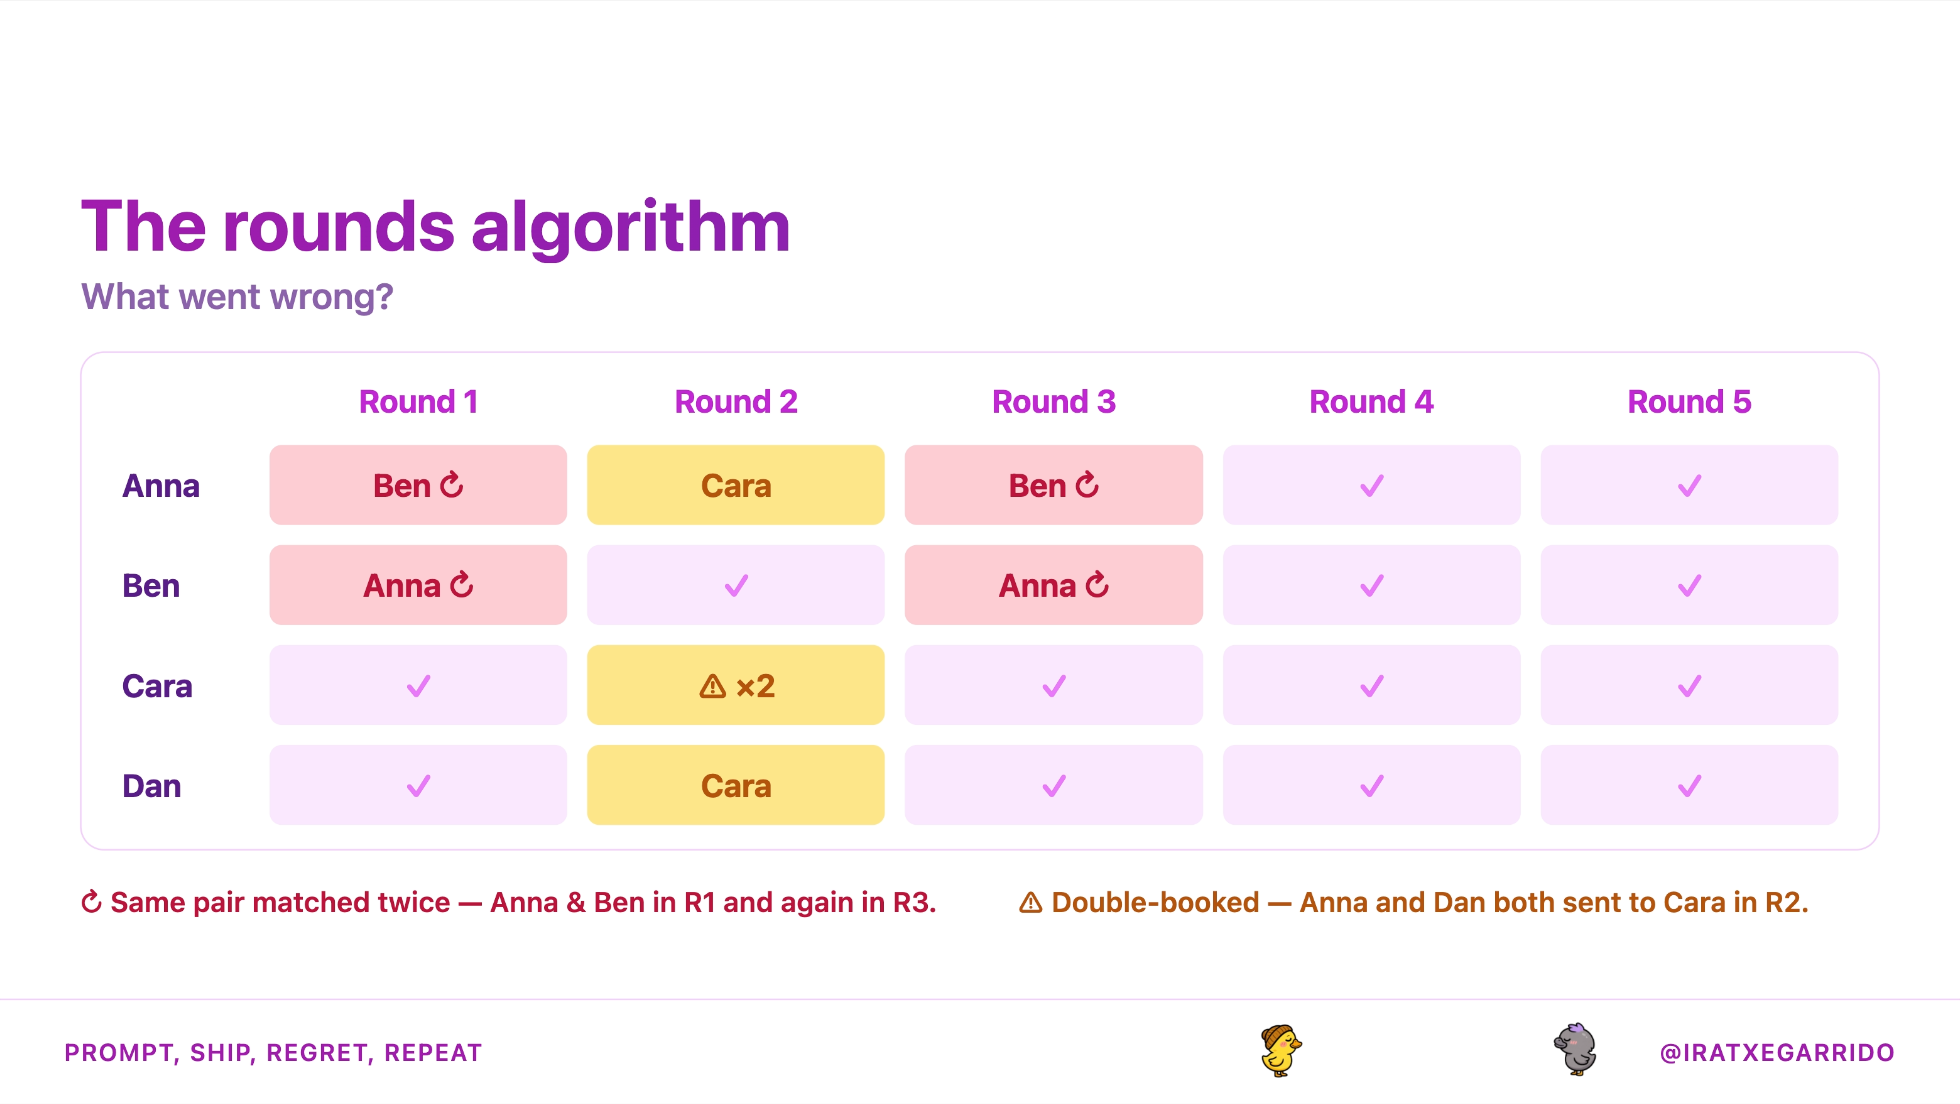 The rounds algorithm
What went wrong?
Round 1 Round 2 Round 3 Round 4 Round 5
Anna Ben ↻ Cara Ben ↻ ✓ ✓
Ben Anna ↻ ✓ Anna ↻ ✓ ✓
Cara ✓ ⚠ ×2 ✓ ✓ ✓
Dan ✓ Cara ✓ ✓ ✓
↻ Same pair matched twice — Anna & Ben in R1 and again in R3. ⚠ Double-booked — Anna and Dan both sent to Cara in R2.
PROMPT, SHIP, REGRET, REPEAT @IRATXEGARRIDO